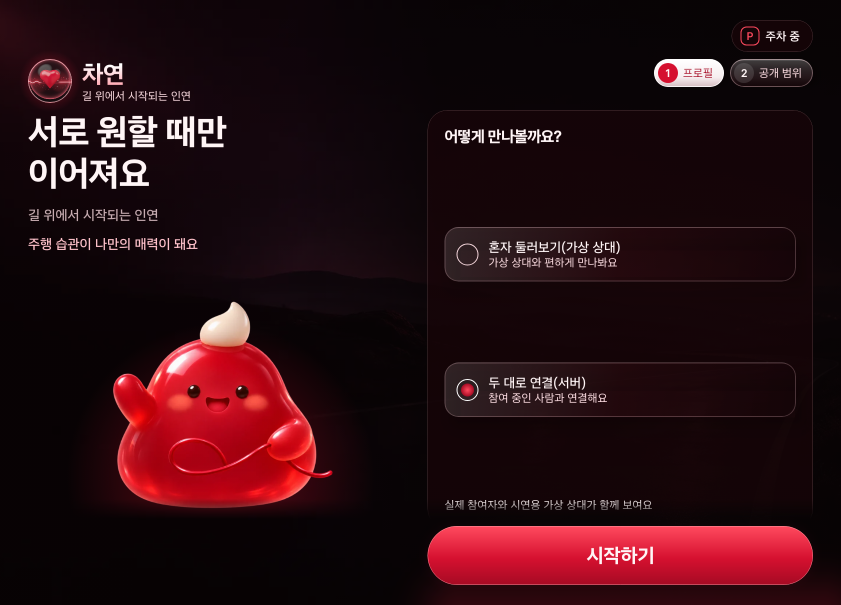 P 주차 중
차연
길 위에서 시작되는 인연
1 프로필 2 공개 범위
서로 원할 때만
이어져요
길 위에서 시작되는 인연
주행 습관이 나만의 매력이 돼요
어떻게 만나볼까요?
혼자 둘러보기(가상 상대)
가상 상대와 편하게 만나봐요
두 대로 연결(서버)
참여 중인 사람과 연결해요
실제 참여자와 시연용 가상 상대가 함께 보여요
시작하기